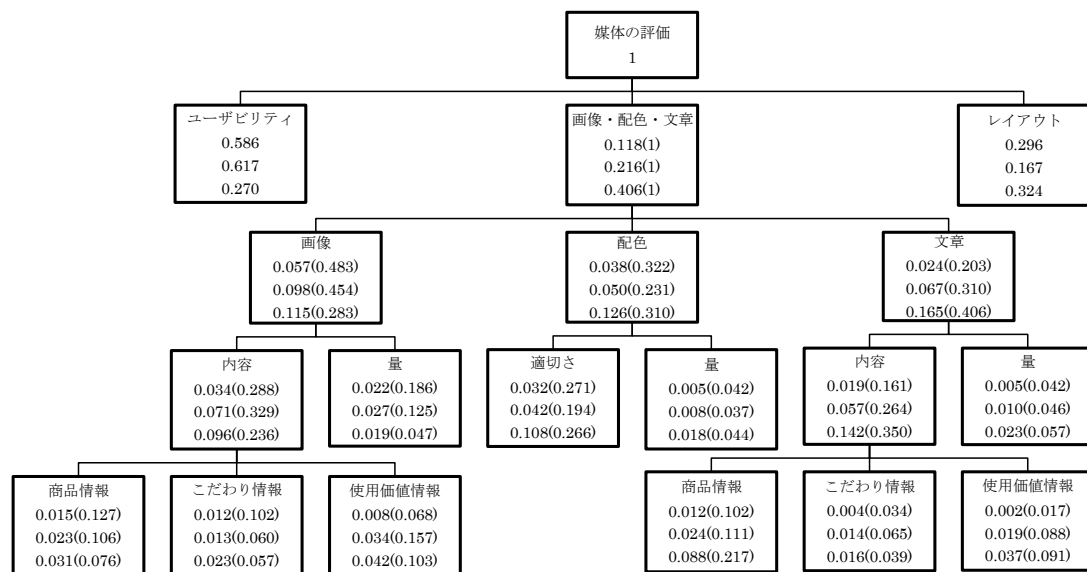 媒体の評価
1
ユーザビリティ
0.586
0.617
0.270
画像・配色・文章
0.118(1)
0.216(1)
0.406(1)
レイアウト
0.296
0.167
0.324
画像
0.057(0.483)
0.098(0.454)
0.115(0.283)
配色
0.038(0.322)
0.050(0.231)
0.126(0.310)
文章
0.024(0.203)
0.067(0.310)
0.165(0.406)
内容
0.034(0.288)
0.071(0.329)
0.096(0.236)
量
0.022(0.186)
0.027(0.125)
0.019(0.047)
適切さ
0.032(0.271)
0.042(0.194)
0.108(0.266)
量
0.005(0.042)
0.008(0.037)
0.018(0.044)
内容
0.019(0.161)
0.057(0.264)
0.142(0.350)
量
0.005(0.042)
0.010(0.046)
0.023(0.057)
商品情報
0.015(0.127)
0.023(0.106)
0.031(0.076)
こだわり情報
0.012(0.102)
0.013(0.060)
0.023(0.057)
使用価値情報
0.008(0.068)
0.034(0.157)
0.042(0.103)
商品情報
0.012(0.102)
0.024(0.111)
0.088(0.217)
こだわり情報
0.004(0.034)
0.014(0.065)
0.016(0.039)
使用価値情報
0.002(0.017)
0.019(0.088)
0.037(0.091)